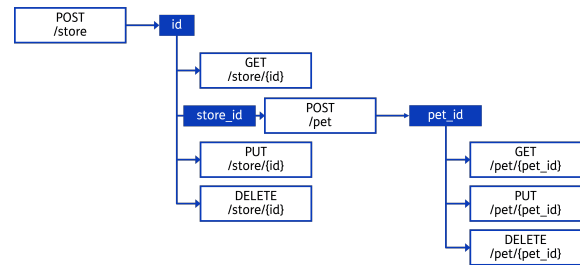 POST
/store
id
GET
/store/{id}
store_id
POST
/pet
pet_id
PUT
/store/{id}
GET
/pet/{pet_id}
DELETE
/store/{id}
PUT
/pet/{pet_id}
DELETE
/pet/{pet_id}